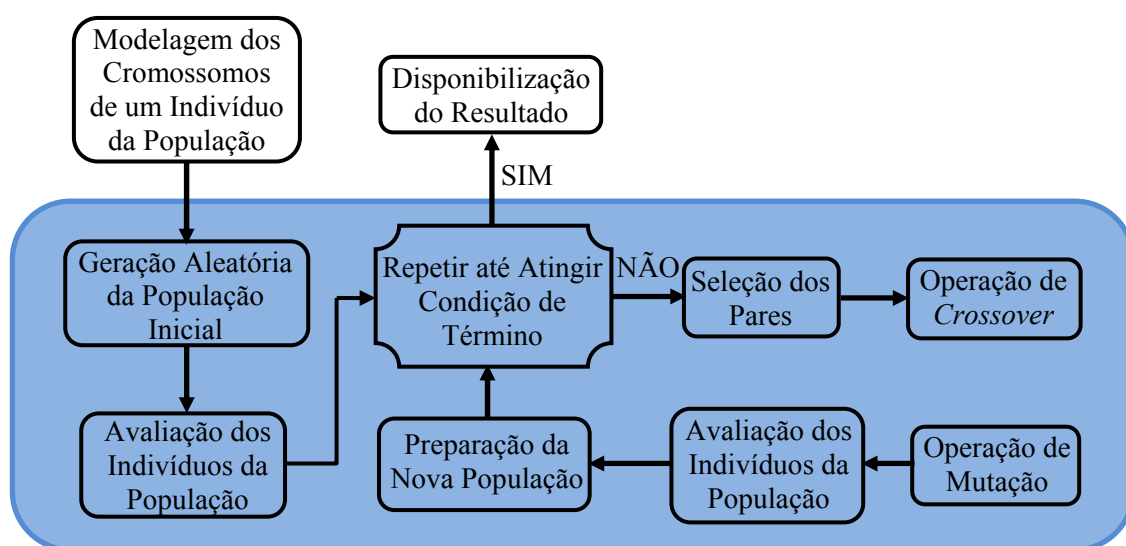 Modelagem dos
Cromossomos
de um Indivíduo
da População
Disponibilização
do Resultado
SIM
Geração Aleatória
da População
Inicial
Repetir até Atingir
Condição de
Término
NÃO
Seleção dos
Pares
Operação de
Crossover
Avaliação dos
Indivíduos da
População
Preparação da
Nova População
Avaliação dos
Indivíduos da
População
Operação de
Mutação